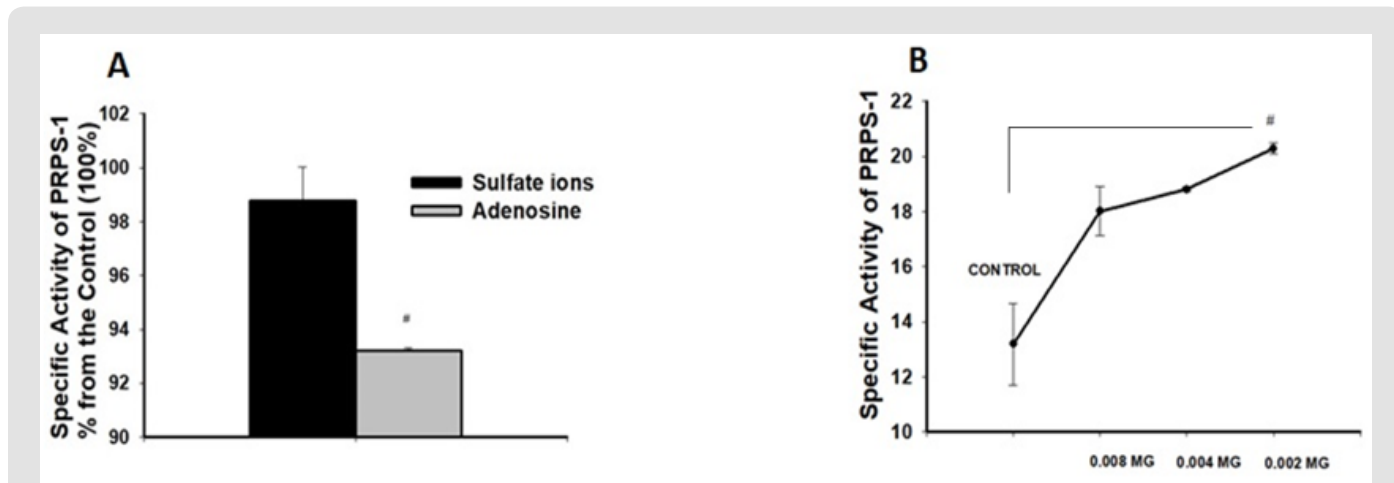 A
Specific Activity of PRPS-1
% from the Control (100%)
102
100
98
96
94
92
90
Sulfate ions
Adenosine
#
B
Specific Activity of PRPS-1
22
20
18
16
14
12
10
CONTROL
#
0.008 MG 0.004 MG 0.002 MG